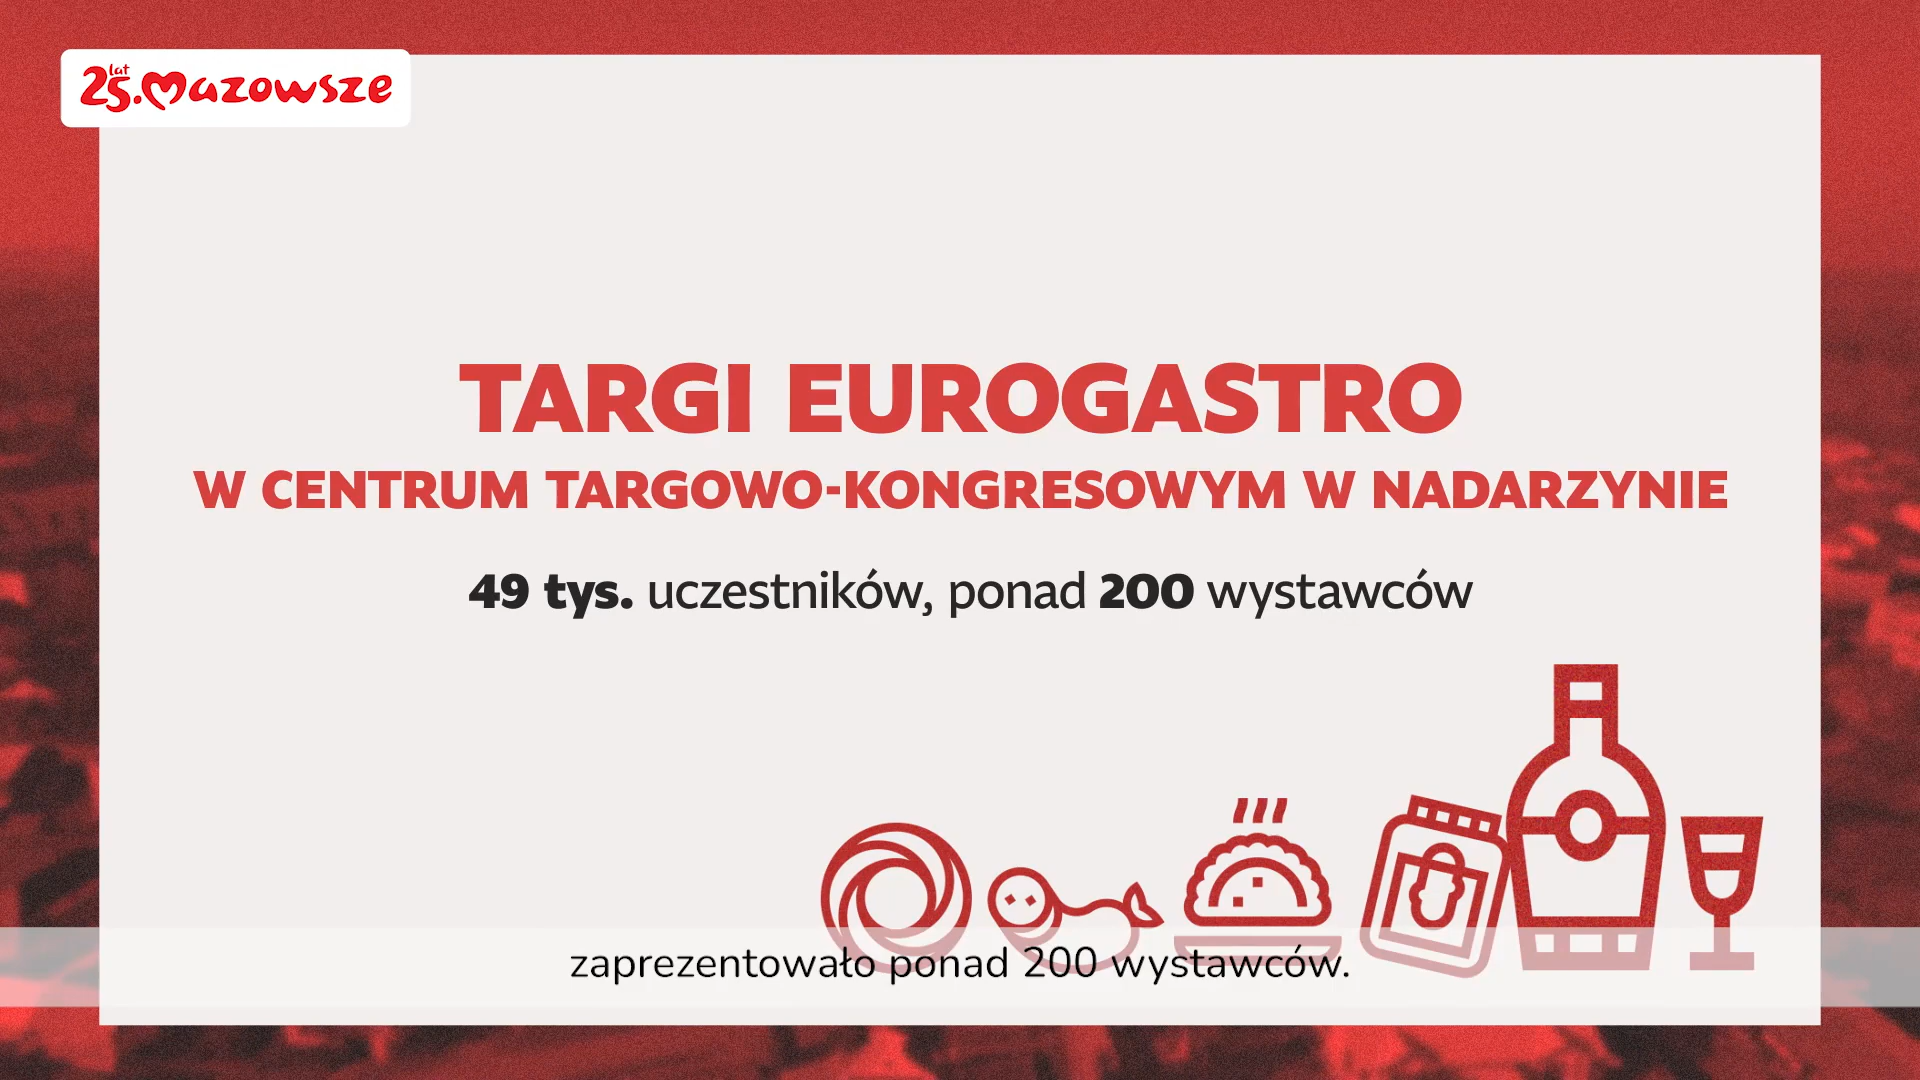 25 lat.Mazowsze
TARGI EUROGASTRO
W CENTRUM TARGOWO-KONGRESOWYM W NADARZYNIE
49 tys. uczestników, ponad 200 wystawców
zaprezentowało ponad 200 wystawców.